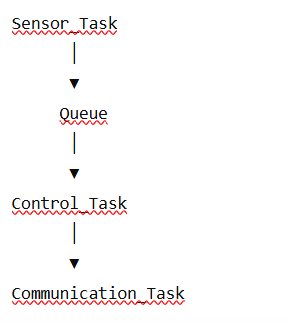 Sensor_Task
│
▼
Queue
│
▼
Control_Task
│
▼
Communication_Task